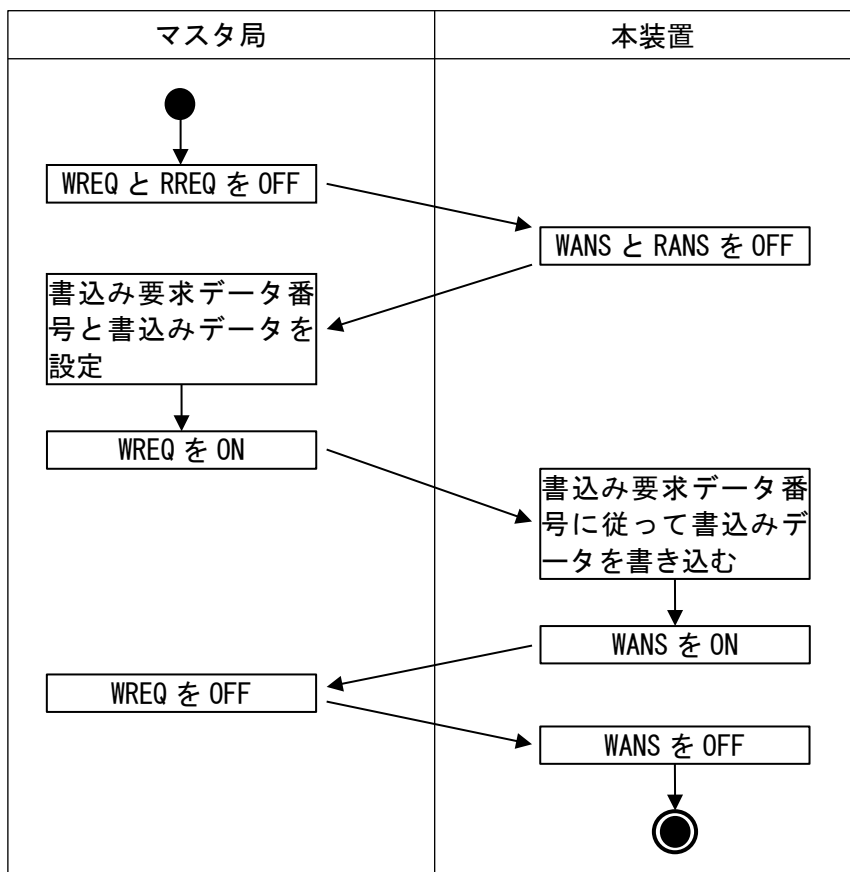 マスタ局
本装置
WREQ と RREQ を OFF
WANS と RANS を OFF
書込み要求データ番
号と書込みデータを
設定
WREQ を ON
書込み要求データ番
号に従って書込みデ
ータを書き込む
WANS を ON
WREQ を OFF
WANS を OFF